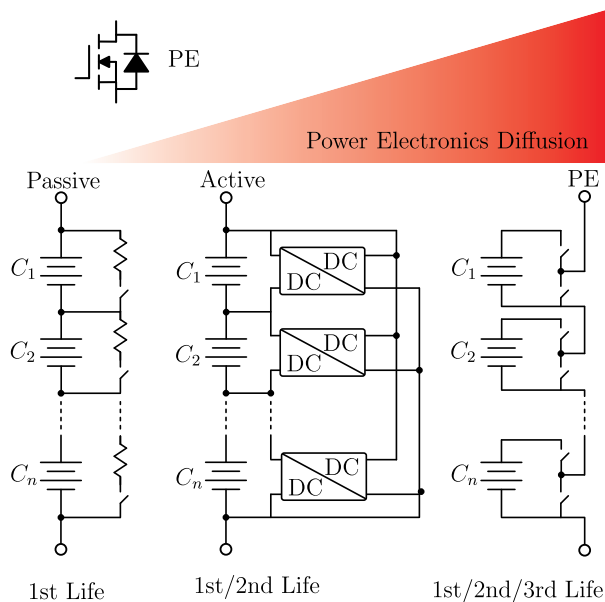 PE
Power Electronics Diffusion
Passive
Active
PE
C1
C2
Cn
C1
C2
Cn
DC
DC
DC
DC
DC
DC
C1
C2
Cn
1st Life
1st/2nd Life
1st/2nd/3rd Life